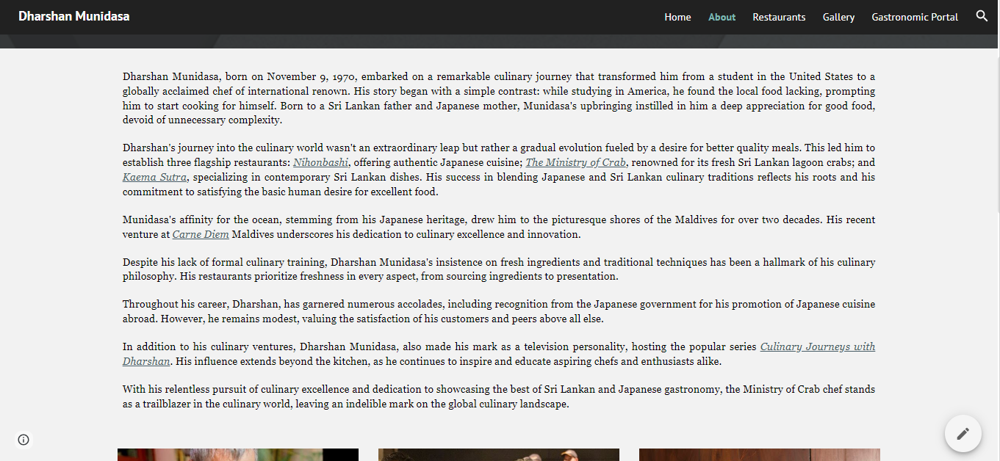 Dharshan Munidasa
Home About Restaurants Gallery Gastronomic Portal
Dharshan Munidasa, born on November 9, 1970, embarked on a remarkable culinary journey that transformed him from a student in the United States to a
globally acclaimed chef of international renown. His story began with a simple contrast: while studying in America, he found the local food lacking, prompting
him to start cooking for himself. Born to a Sri Lankan father and Japanese mother, Munidasa's upbringing instilled in him a deep appreciation for good food,
devoid of unnecessary complexity.
Dharshan's journey into the culinary world wasn't an extraordinary leap but rather a gradual evolution fueled by a desire for better quality meals. This led him to
establish three flagship restaurants: Nihonbashi, offering authentic Japanese cuisine; The Ministry of Crab, renowned for its fresh Sri Lankan lagoon crabs; and
Kaema Sutra, specializing in contemporary Sri Lankan dishes. His success in blending Japanese and Sri Lankan culinary traditions reflects his roots and his
commitment to satisfying the basic human desire for excellent food.
Munidasa's affinity for the ocean, stemming from his Japanese heritage, drew him to the picturesque shores of the Maldives for over two decades. His recent
venture at Carne Diem Maldives underscores his dedication to culinary excellence and innovation.
Despite his lack of formal culinary training, Dharshan Munidasa's insistence on fresh ingredients and traditional techniques has been a hallmark of his culinary
philosophy. His restaurants prioritize freshness in every aspect, from sourcing ingredients to presentation.
Throughout his career, Dharshan, has garnered numerous accolades, including recognition from the Japanese government for his promotion of Japanese cuisine
abroad. However, he remains modest, valuing the satisfaction of his customers and peers above all else.
In addition to his culinary ventures, Dharshan Munidasa, also made his mark as a television personality, hosting the popular series Culinary Journeys with
Dharshan. His influence extends beyond the kitchen, as he continues to inspire and educate aspiring chefs and enthusiasts alike.
With his relentless pursuit of culinary excellence and dedication to showcasing the best of Sri Lankan and Japanese gastronomy, the Ministry of Crab chef stands
as a trailblazer in the culinary world, leaving an indelible mark on the global culinary landscape.